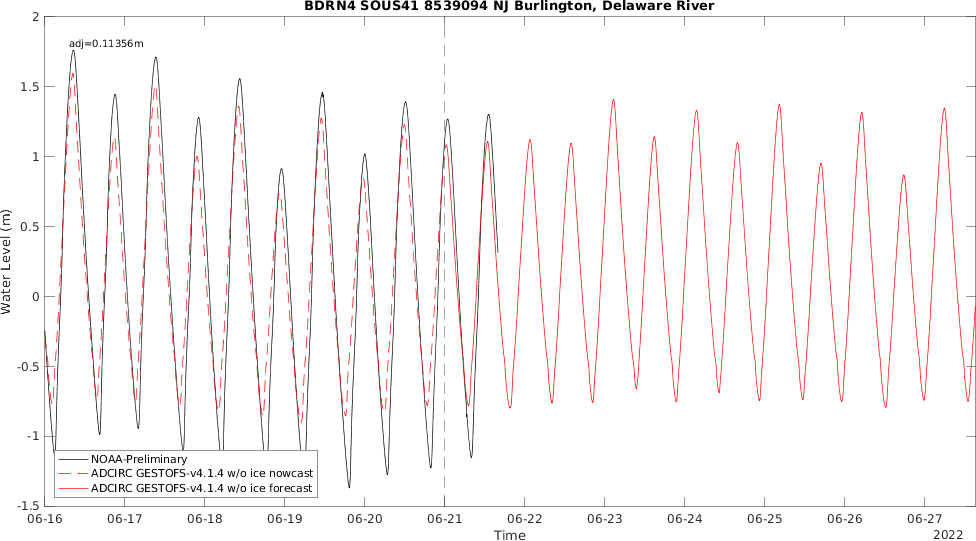 BDRN4 SOUS41 8539094 NJ Burlington, Delaware River
adj=0.11356m
2
1.5
1
0.5
0
-0.5
-1
-1.5
Water Level (m)
NOAA-Preliminary
ADCIRC GESTOFS-v4.1.4 w/o ice nowcast
ADCIRC GESTOFS-v4.1.4 w/o ice forecast
06-16 06-17 06-18 06-19 06-20 06-21 06-22 06-23 06-24 06-25 06-26 06-27
Time
2022